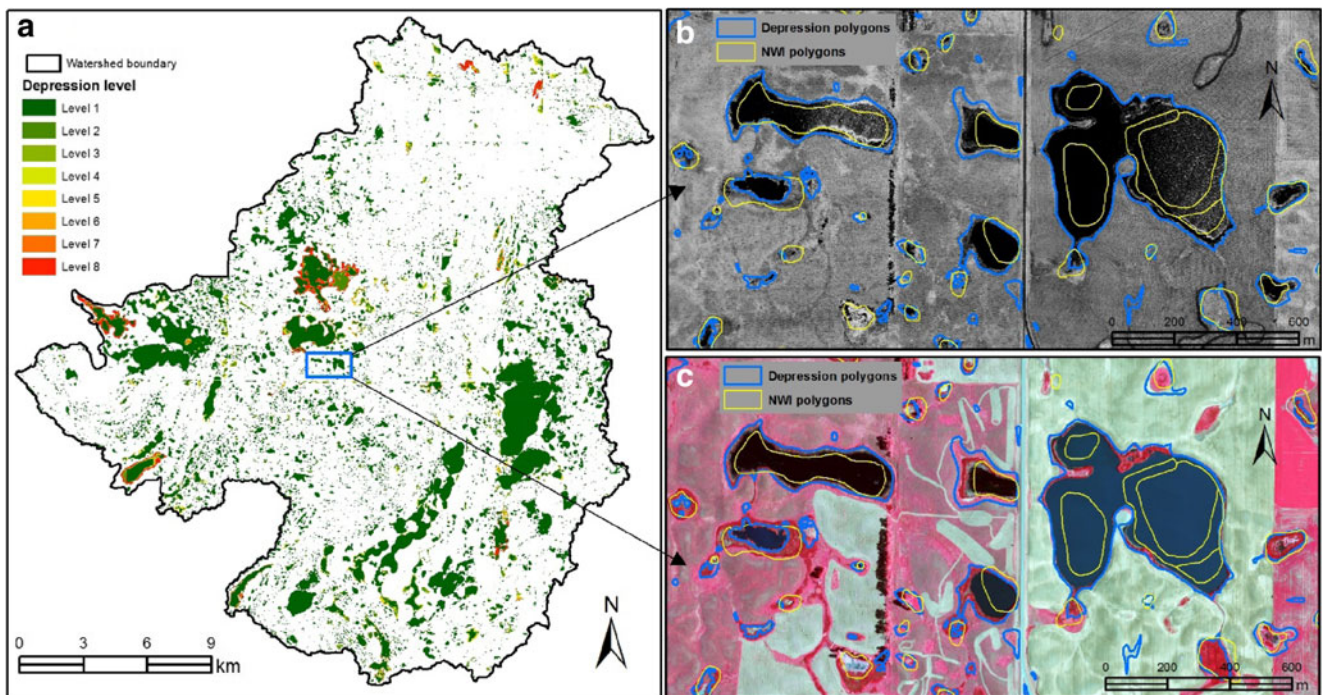 a
Watershed boundary
Depression level
Level 1
Level 2
Level 3
Level 4
Level 5
Level 6
Level 7
Level 8
0 3 6 9
km
N
b
Depression polygons
NWI polygons
N
0 200 400 600
m
c
Depression polygons
NWI polygons
N
0 200 400 600
m